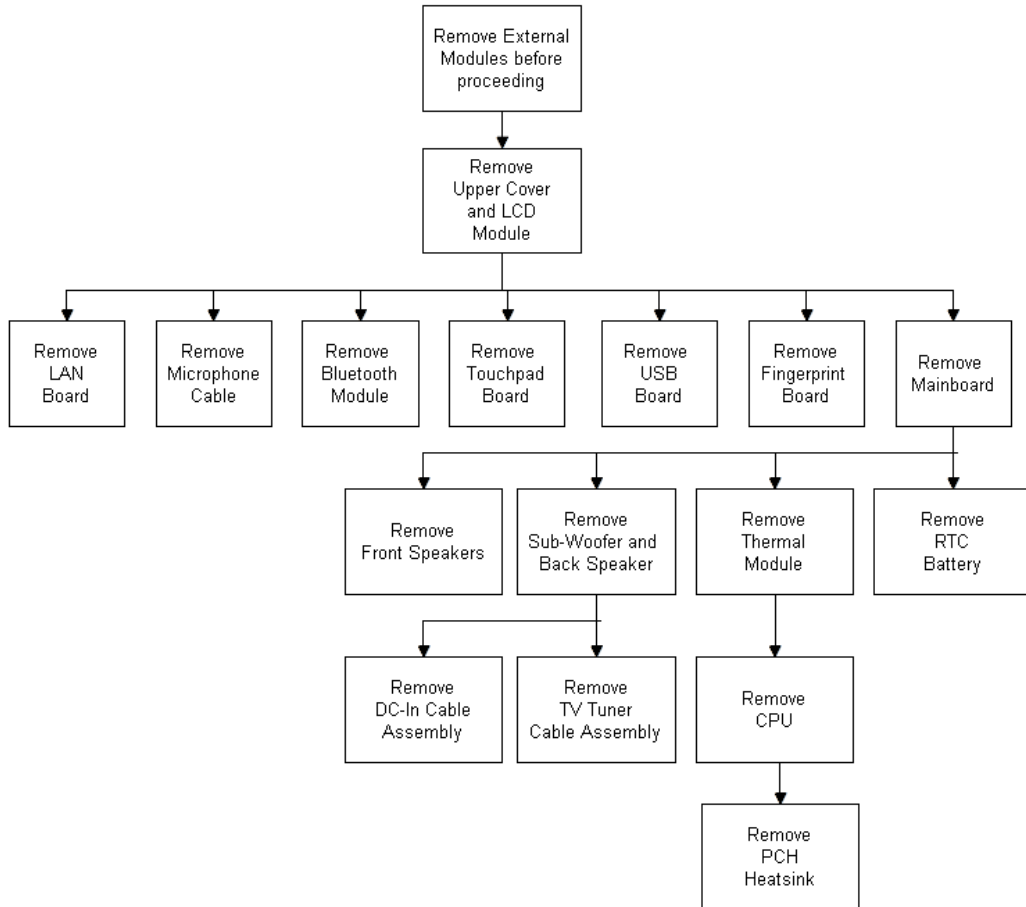 Remove External
Modules before
proceeding
Remove
Upper Cover
and LCD
Module
Remove
LAN
Board
Remove
Microphone
Cable
Remove
Bluetooth
Module
Remove
Touchpad
Board
Remove
USB
Board
Remove
Fingerprint
Board
Remove
Mainboard
Remove
Front Speakers
Remove
Sub-Woofer and
Back Speaker
Remove
Thermal
Module
Remove
RTC
Battery
Remove
DC-In Cable
Assembly
Remove
TV Tuner
Cable Assembly
Remove
CPU
Remove
PCH
Heatsink